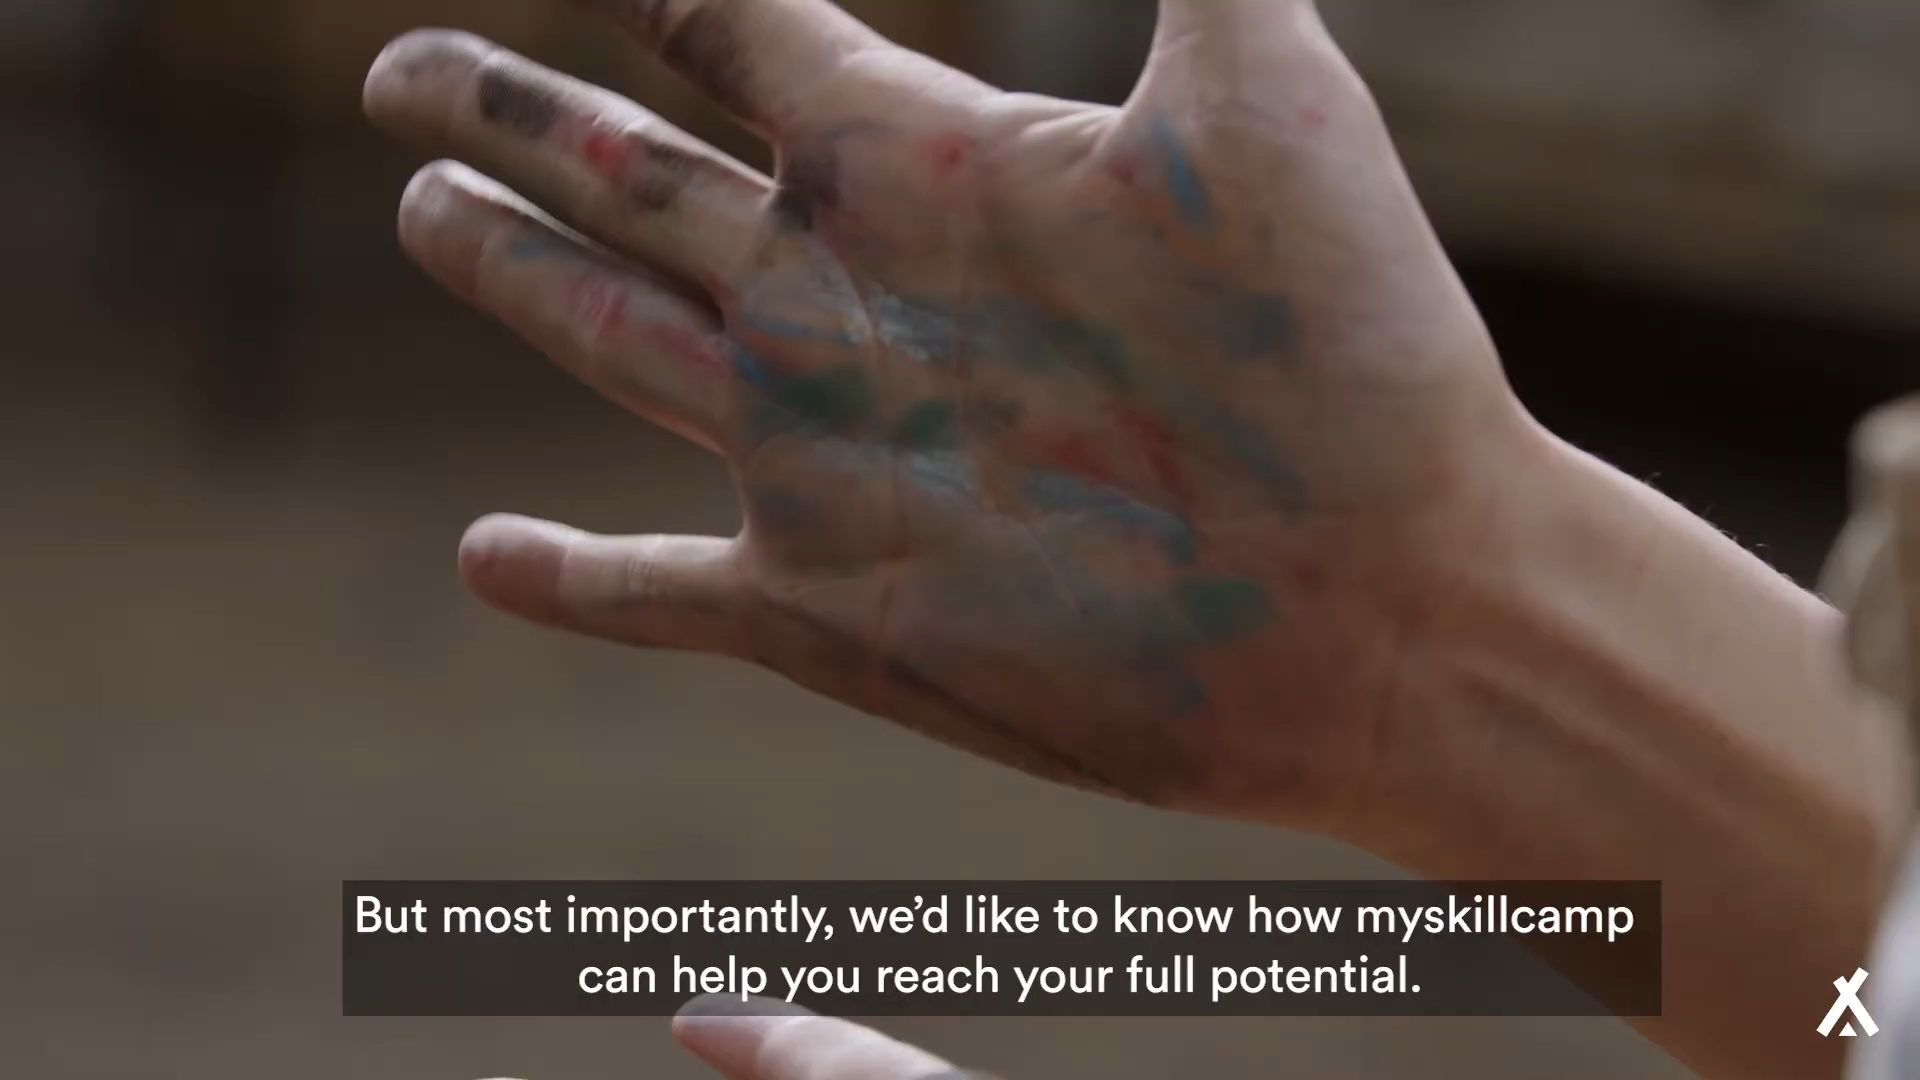 But most importantly, we’d like to know how myskillcamp
can help you reach your full potential.